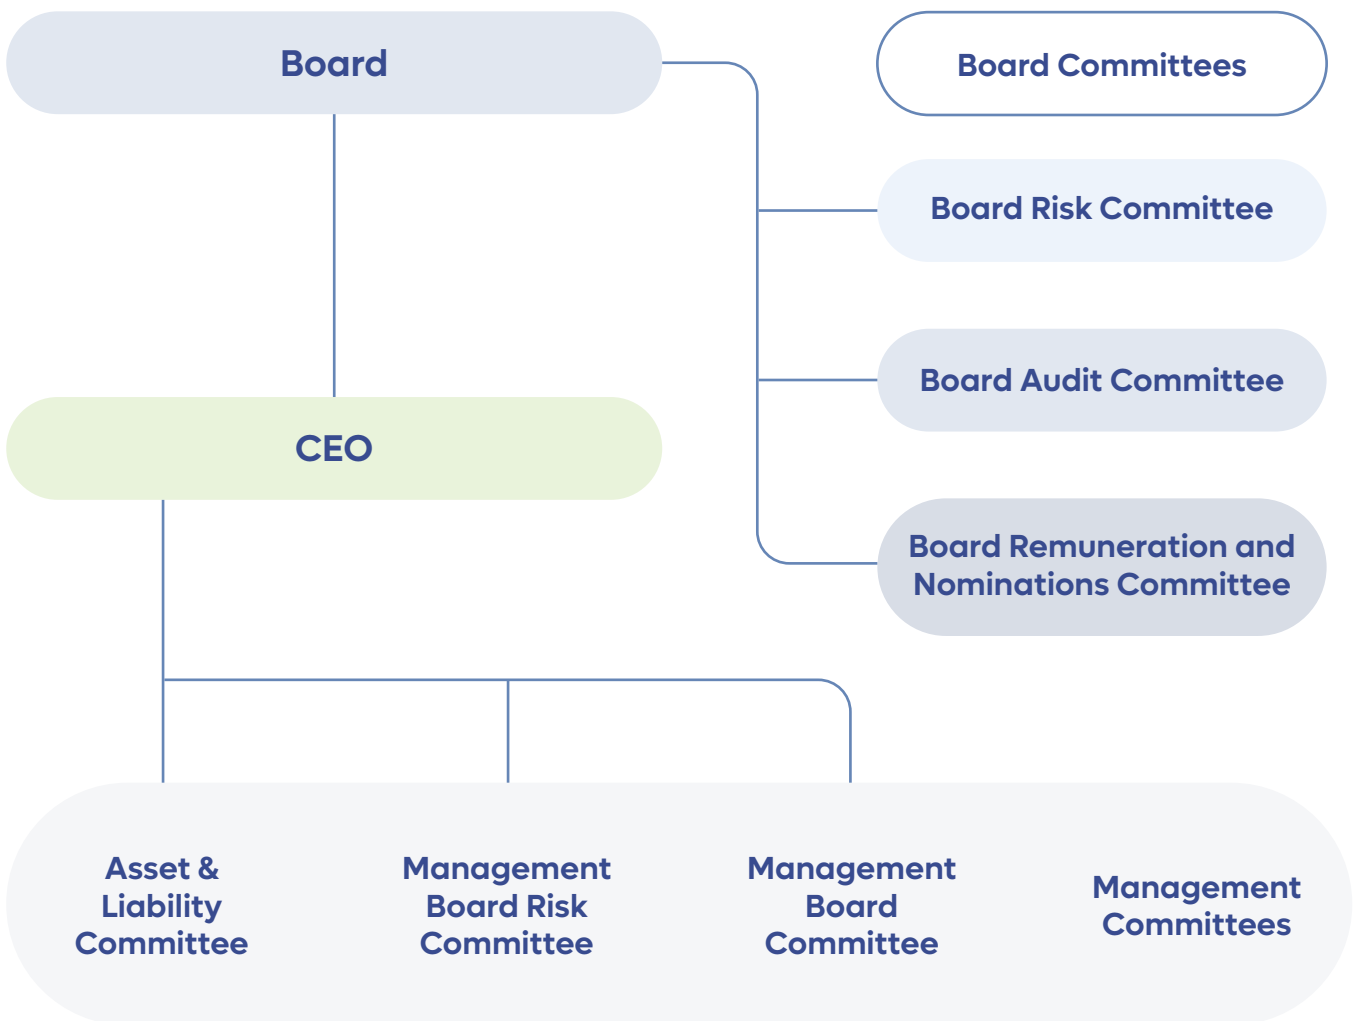 Board
Board Committees
Board Risk Committee
Board Audit Committee
CEO
Board Remuneration and
Nominations Committee
Asset &
Liability
Committee
Management
Board Risk
Committee
Management
Board
Committee
Management
Committees